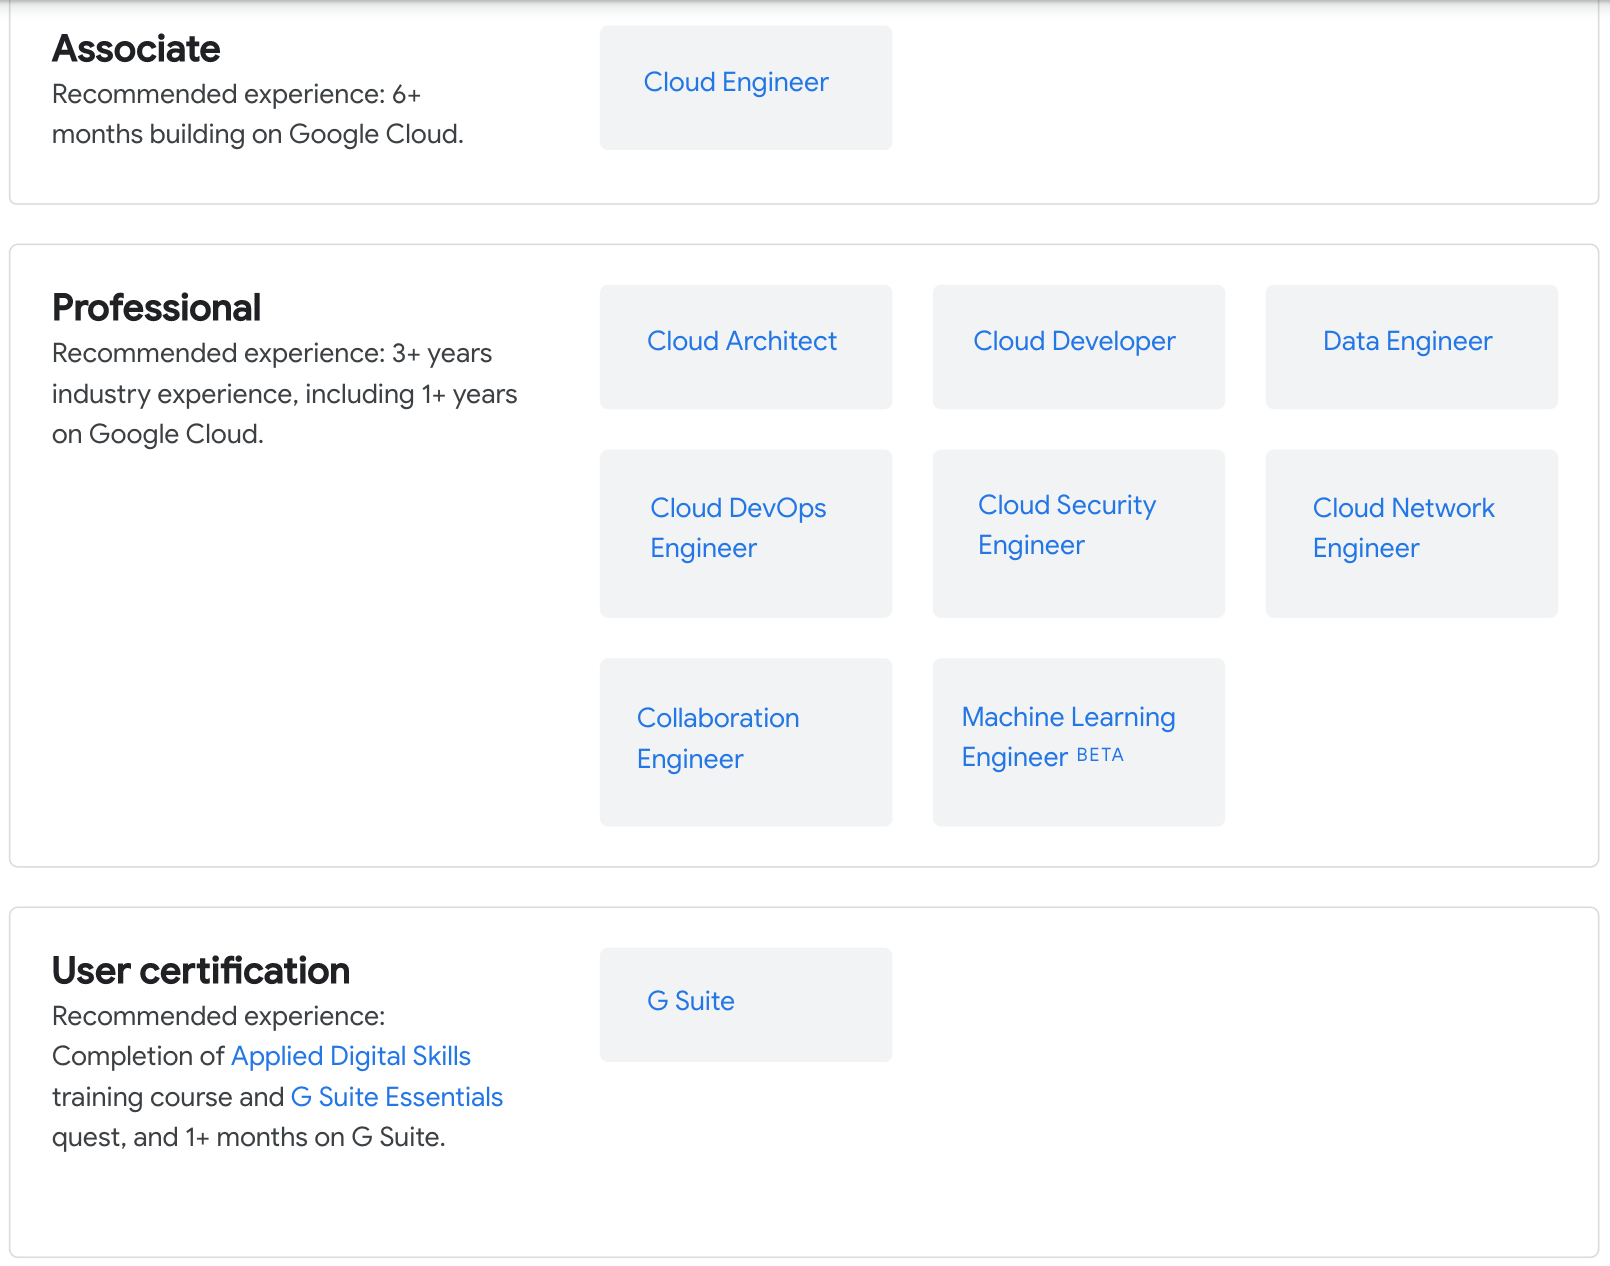 Associate
Recommended experience: 6+
months building on Google Cloud.
Cloud Engineer
Professional
Recommended experience: 3+ years
industry experience, including 1+ years
on Google Cloud.
Cloud Architect
Cloud Developer
Data Engineer
Cloud DevOps
Engineer
Cloud Security
Engineer
Cloud Network
Engineer
Collaboration
Engineer
Machine Learning
Engineer BETA
User certification
Recommended experience:
Completion of Applied Digital Skills
training course and G Suite Essentials
quest, and 1+ months on G Suite.
G Suite